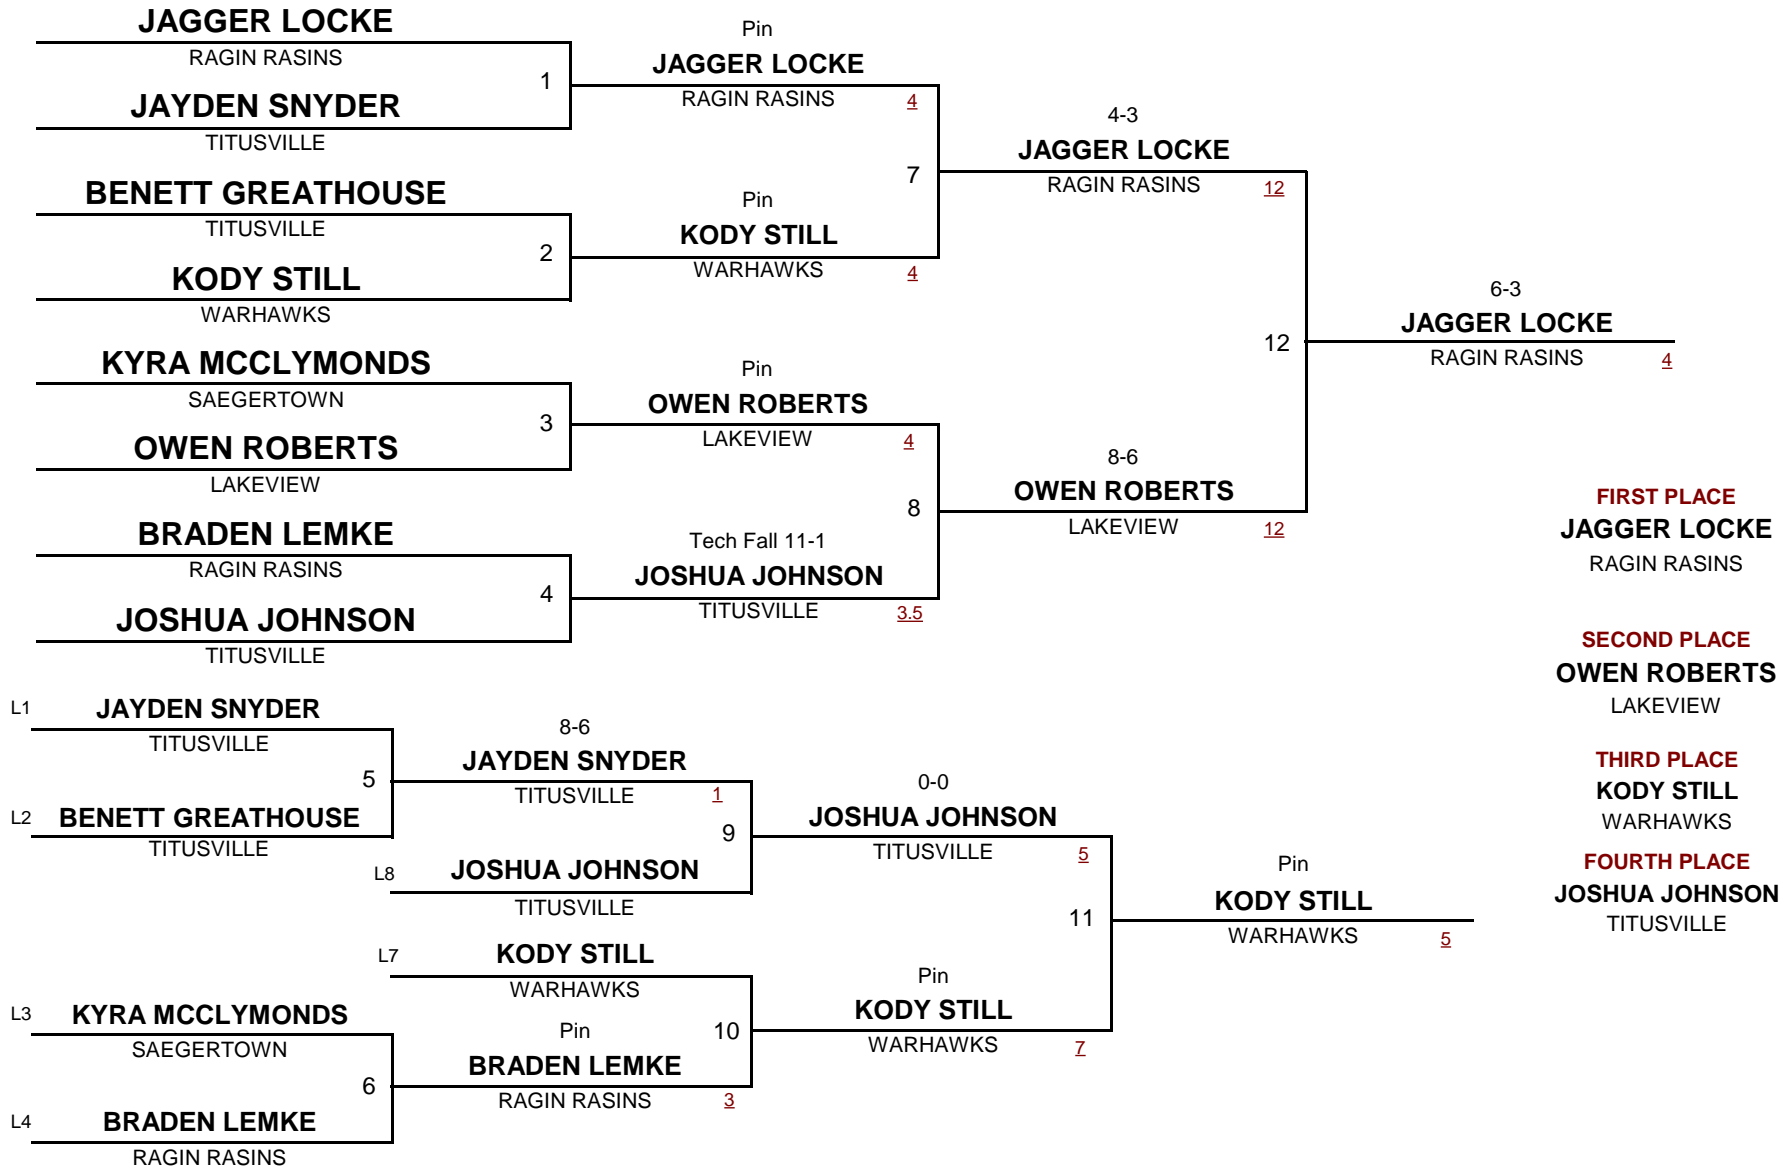 JAGGER LOCKE
RAGIN RASINS
1
JAYDEN SNYDER
TITUSVILLE
BENETT GREATHOUSE
TITUSVILLE
2
KODY STILL
WARHAWKS
KYRA MCCLYMONDS
SAEGERTOWN
3
OWEN ROBERTS
LAKEVIEW
BRADEN LEMKE
RAGIN RASINS
4
JOSHUA JOHNSON
TITUSVILLE
Pin
JAGGER LOCKE
RAGIN RASINS 4
7
Pin
KODY STILL
WARHAWKS 4
Pin
OWEN ROBERTS
LAKEVIEW 4
8
Tech Fall 11-1
JOSHUA JOHNSON
TITUSVILLE 3.5
4-3
JAGGER LOCKE
RAGIN RASINS 12
12
8-6
OWEN ROBERTS
LAKEVIEW 12
6-3
JAGGER LOCKE
RAGIN RASINS 4
FIRST PLACE
JAGGER LOCKE
RAGIN RASINS
SECOND PLACE
OWEN ROBERTS
LAKEVIEW
THIRD PLACE
KODY STILL
WARHAWKS
FOURTH PLACE
JOSHUA JOHNSON
TITUSVILLE
L1 JAYDEN SNYDER
TITUSVILLE
5
L2 BENETT GREATHOUSE
TITUSVILLE
L3 KYRA MCCLYMONDS
SAEGERTOWN
6
L4 BRADEN LEMKE
RAGIN RASINS
8-6
JAYDEN SNYDER
TITUSVILLE 1
9
L8 JOSHUA JOHNSON
TITUSVILLE
L7 KODY STILL
WARHAWKS
10
Pin
BRADEN LEMKE
RAGIN RASINS 3
0-0
JOSHUA JOHNSON
TITUSVILLE 5
11
Pin
KODY STILL
WARHAWKS 7
Pin
KODY STILL
WARHAWKS 5